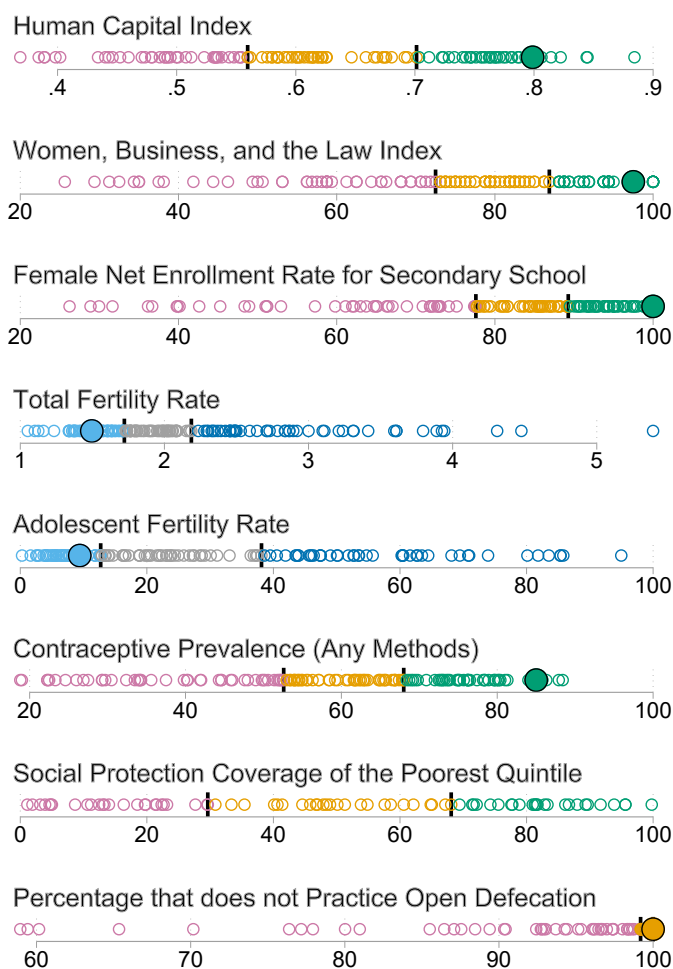 Human Capital Index
.4 .5 .6 .7 .8 .9
Women, Business, and the Law Index
20 40 60 80 100
Female Net Enrollment Rate for Secondary School
20 40 60 80 100
Total Fertility Rate
1 2 3 4 5
Adolescent Fertility Rate
0 20 40 60 80 100
Contraceptive Prevalence (Any Methods)
20 40 60 80 100
Social Protection Coverage of the Poorest Quintile
0 20 40 60 80 100
Percentage that does not Practice Open Defecation
60 70 80 90 100